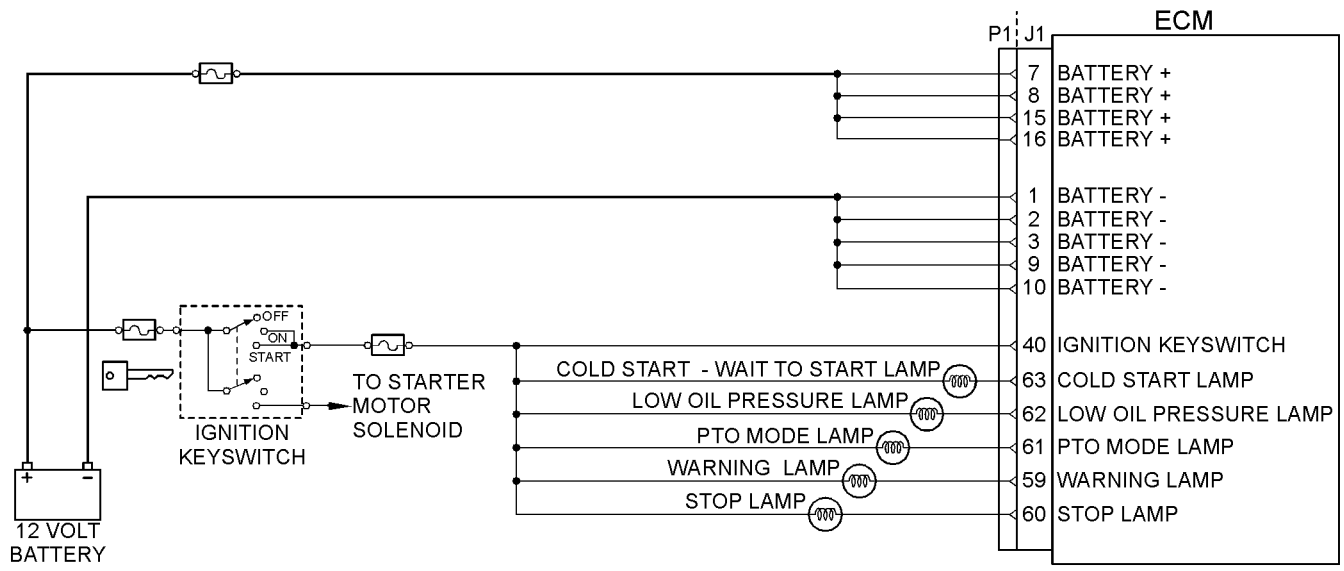 ECM
P1 J1
7 BATTERY +
8 BATTERY +
15 BATTERY +
16 BATTERY +
1 BATTERY -
2 BATTERY -
3 BATTERY -
9 BATTERY -
10 BATTERY -
OFF
ON
START
TO STARTER
MOTOR
SOLENOID
IGNITION
KEYSWITCH
+ -
12 VOLT
BATTERY
40 IGNITION KEYSWITCH
COLD START - WAIT TO START LAMP 63 COLD START LAMP
LOW OIL PRESSURE LAMP 62 LOW OIL PRESSURE LAMP
PTO MODE LAMP 61 PTO MODE LAMP
WARNING LAMP 59 WARNING LAMP
STOP LAMP 60 STOP LAMP